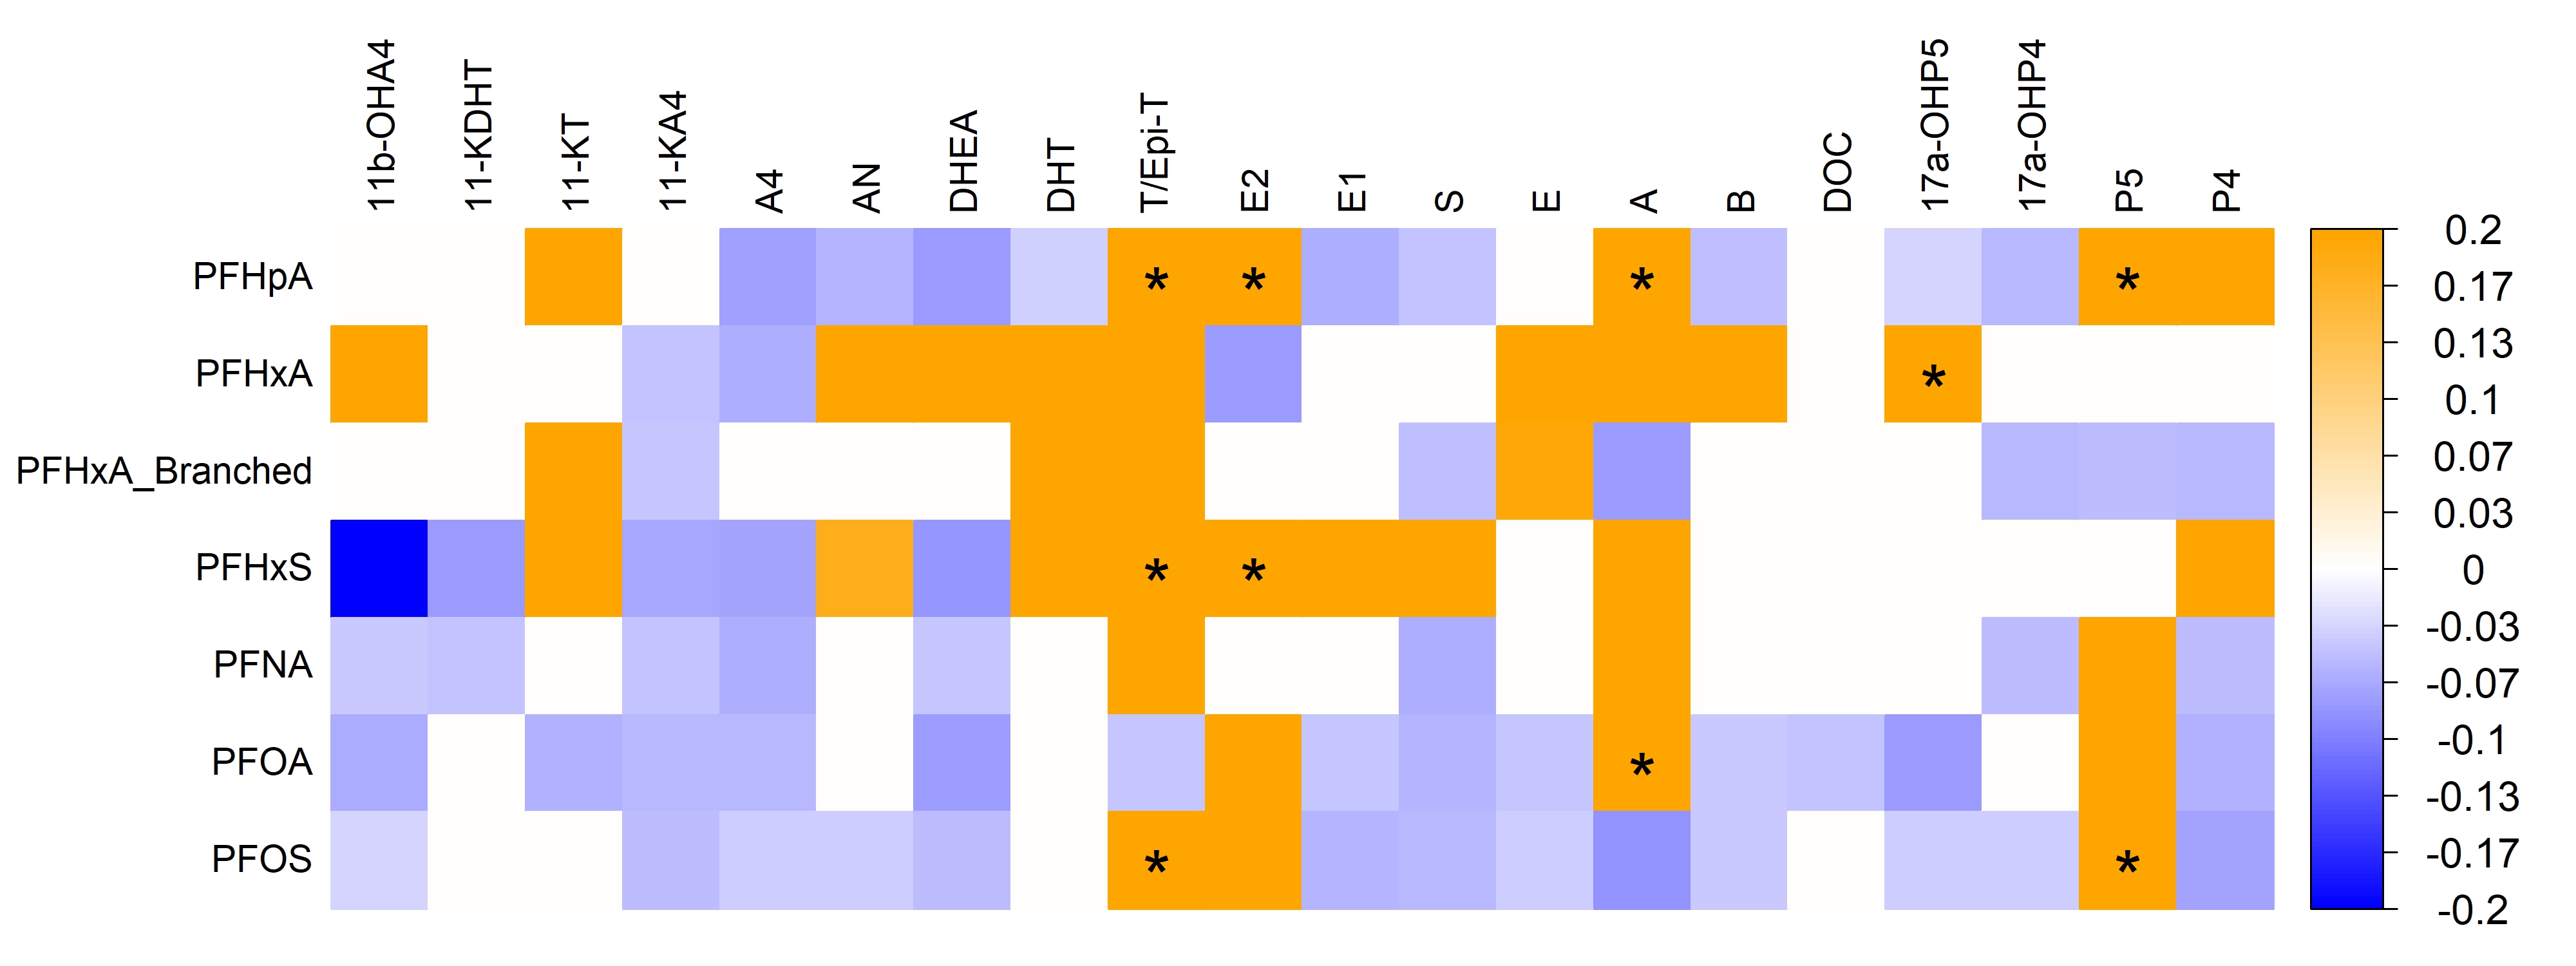 11b-OHA4
11-KDHT
11-KT
11-KA4
A4
AN
DHEA
DHT
T/Epi-T
E2
E1
S
E
A
B
DOC
17a-OHP5
17a-OHP4
P5
P4
PFHpA * * * *
PFHxA *
PFHxA_Branched
PFHxS * *
PFNA
PFOA *
PFOS * *
0.2
0.17
0.13
0.1
0.07
0.03
0
-0.03
-0.07
-0.1
-0.13
-0.17
-0.2